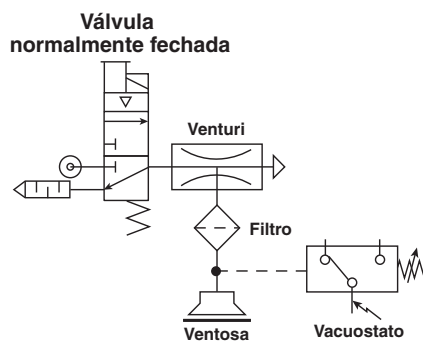 Válvula
normalmente fechada
Venturi
Filtro
Ventosa
Vacuostato